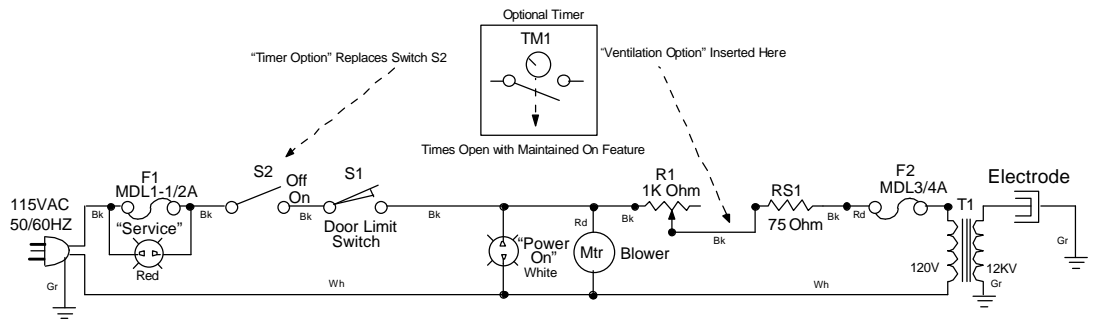 Optional Timer
TM1
“Timer Option” Replaces Switch S2
“Ventilation Option” Inserted Here
Times Open with Maintained On Feature
115VAC
50/60HZ
Bk
F1
MDL1-1/2A
Bk
“Service”
Red
Gr
S2
Off
On
Bk
S1
Door Limit
Switch
Bk
“Power
On”
White
Rd
Mtr
Blower
Bk
R1
1K Ohm
Bk
RS1
75 Ohm
Bk
Rd
F2
MDL3/4A
T1
120V
12KV
Gr
Electrode
Gr
Wh
Wh